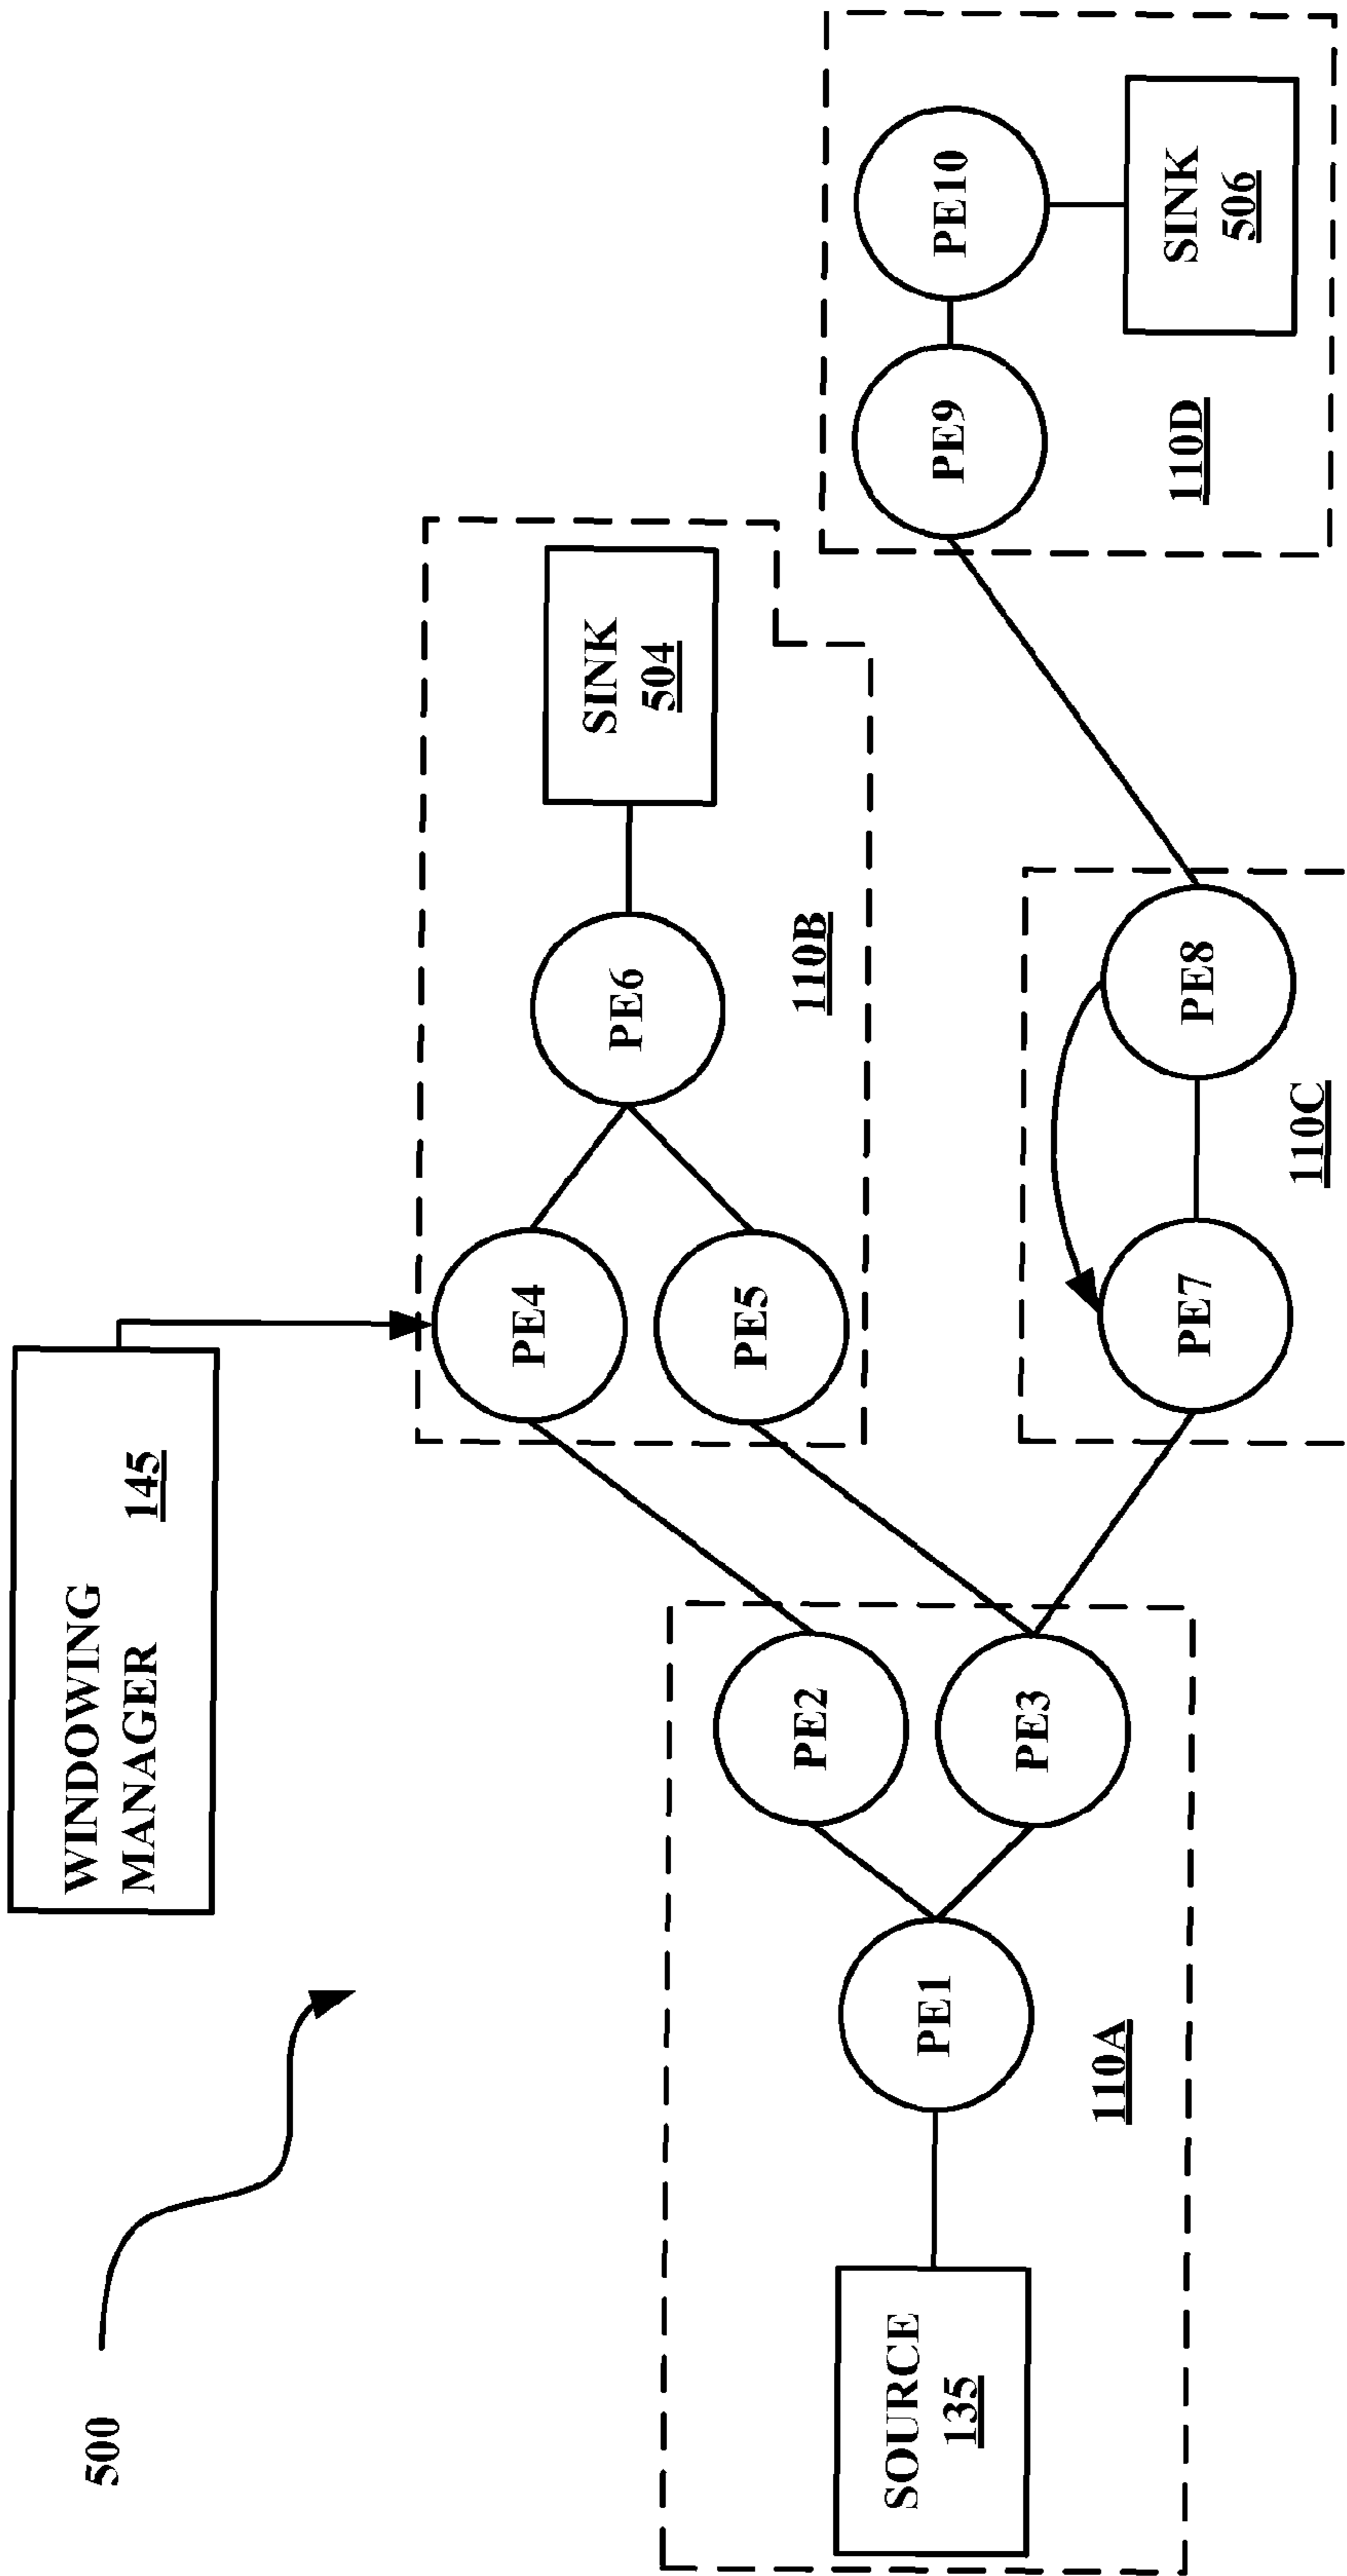 500
WINDOWING
MANAGER 145
SOURCE
135
PE1
PE2
PE3
110A
PE4
PE5
PE6
SINK
504
110B
PE7
PE8
110C
PE9
PE10
SINK
506
110D